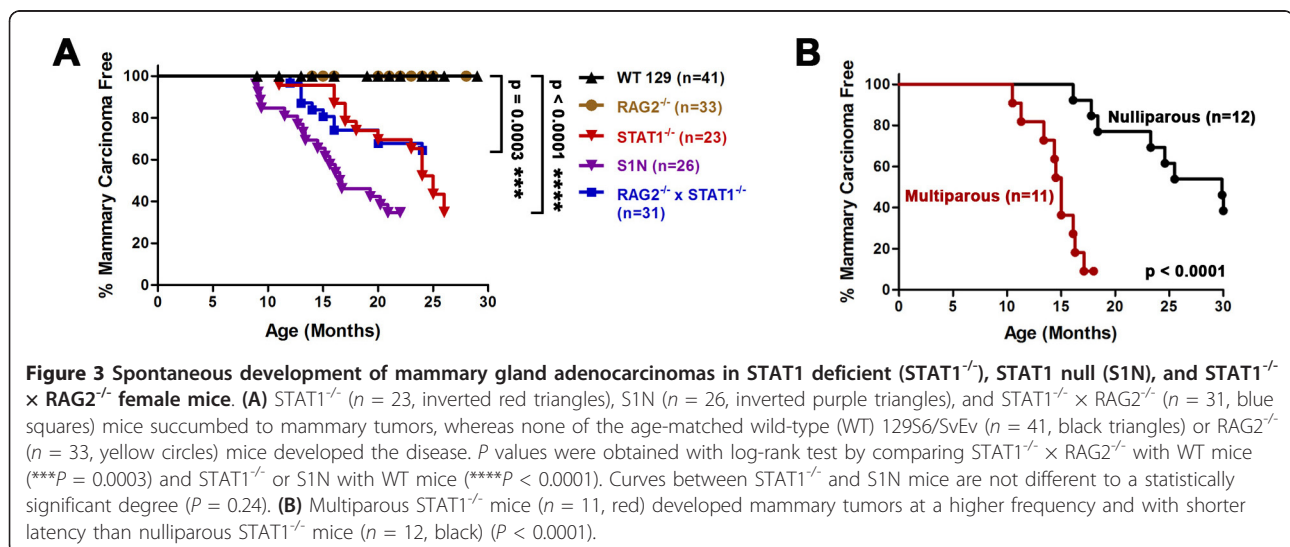 A
% Mammary Carcinoma Free
100
80
60
40
20
0
0 5 10 15 20 25 30
Age (Months)
p = 0.0003 ***
p < 0.0001 ****
WT 129 (n=41)
RAG2-/- (n=33)
STAT1-/- (n=23)
S1N (n=26)
RAG2-/- x STAT1-/-
(n=31)
B
% Mammary Carcinoma Free
100
80
60
40
20
0
0 5 10 15 20 25 30
Age (Months)
Nulliparous (n=12)
Multiparous (n=11)
p < 0.0001
Figure 3 Spontaneous development of mammary gland adenocarcinomas in STAT1 deficient (STAT1-/-), STAT1 null (S1N), and STAT1-/-
× RAG2-/- female mice. (A) STAT1-/- (n = 23, inverted red triangles), S1N (n = 26, inverted purple triangles), and STAT1-/- × RAG2-/- (n = 31, blue
squares) mice succumbed to mammary tumors, whereas none of the age-matched wild-type (WT) 129S6/SvEv (n = 41, black triangles) or RAG2-/-
(n = 33, yellow circles) mice developed the disease. P values were obtained with log-rank test by comparing STAT1-/- × RAG2-/- with WT mice
(***P = 0.0003) and STAT1-/- or S1N with WT mice (****P < 0.0001). Curves between STAT1-/- and S1N mice are not different to a statistically
significant degree (P = 0.24). (B) Multiparous STAT1-/- mice (n = 11, red) developed mammary tumors at a higher frequency and with shorter
latency than nulliparous STAT1-/- mice (n = 12, black) (P < 0.0001).